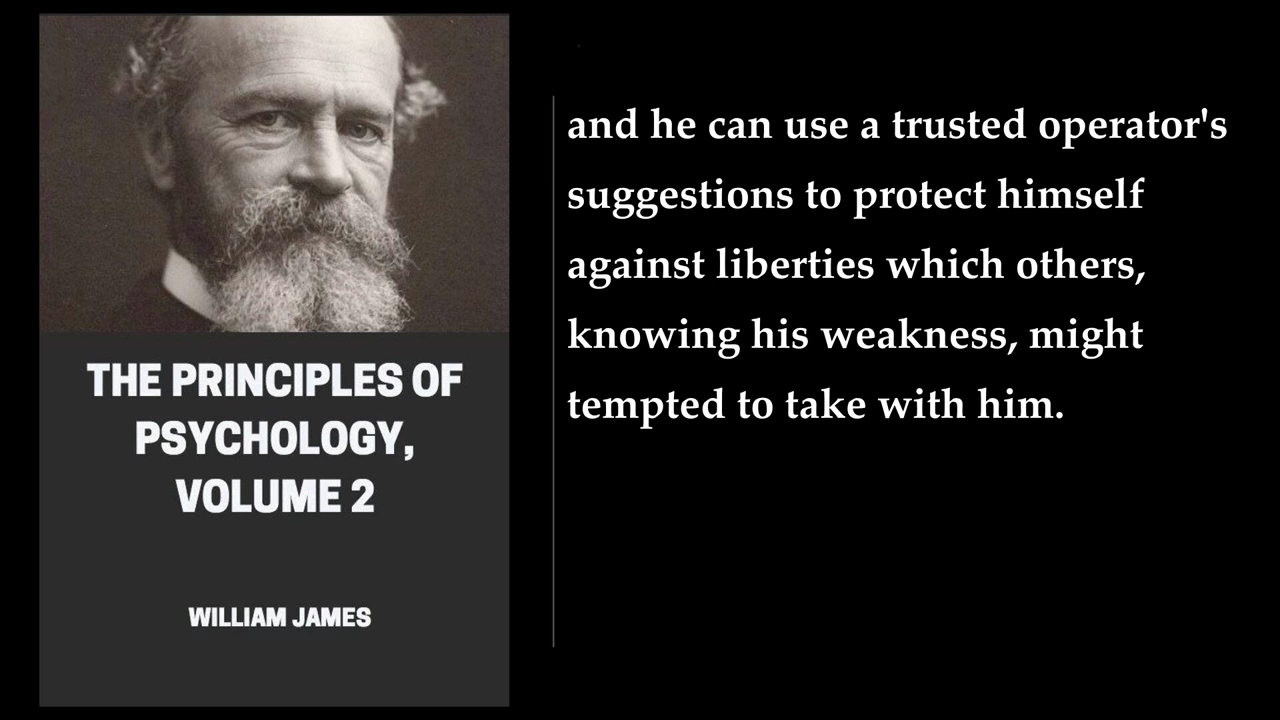 THE PRINCIPLES OF
PSYCHOLOGY,
VOLUME 2
WILLIAM JAMES
and he can use a trusted operator's
suggestions to protect himself
against liberties which others,
knowing his weakness, might
tempted to take with him.